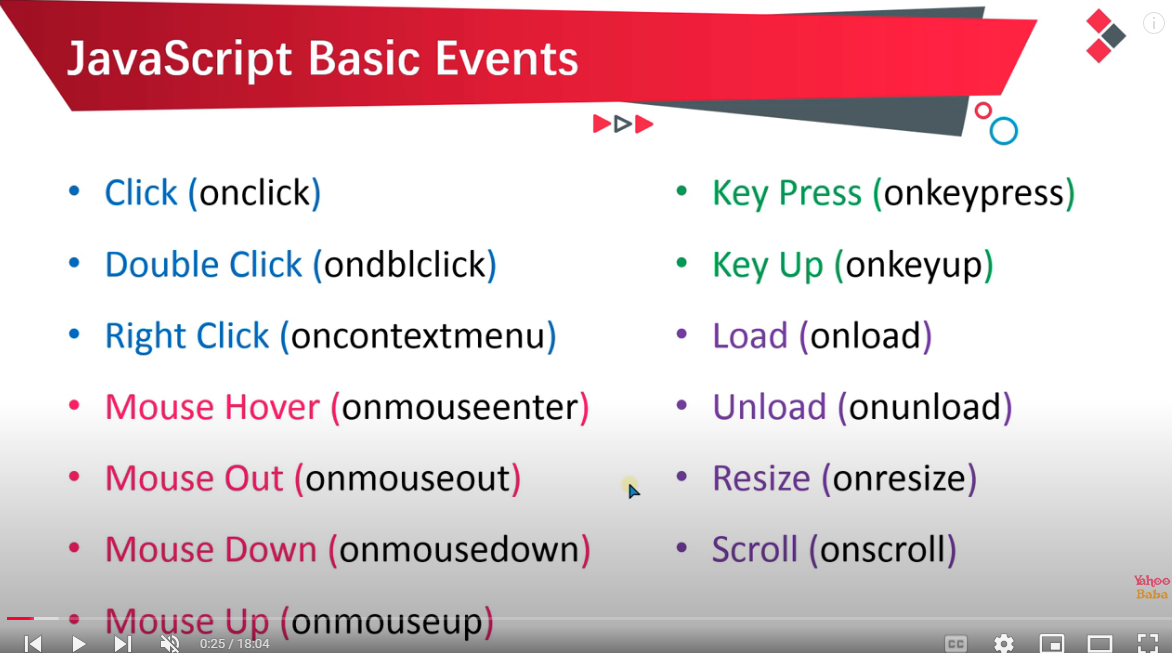 JavaScript Basic Events
• Click (onclick)
• Double Click (ondblclick)
• Right Click (oncontextmenu)
• Mouse Hover (onmouseenter)
• Mouse Out (onmouseout)
• Mouse Down (onmousedown)
• Mouse Up (onmouseup)
• Key Press (onkeypress)
• Key Up (onkeyup)
• Load (onload)
• Unload (onunload)
• Resize (onresize)
• Scroll (onscroll)
Yahoo
Baba
0:25 / 18:04
CC